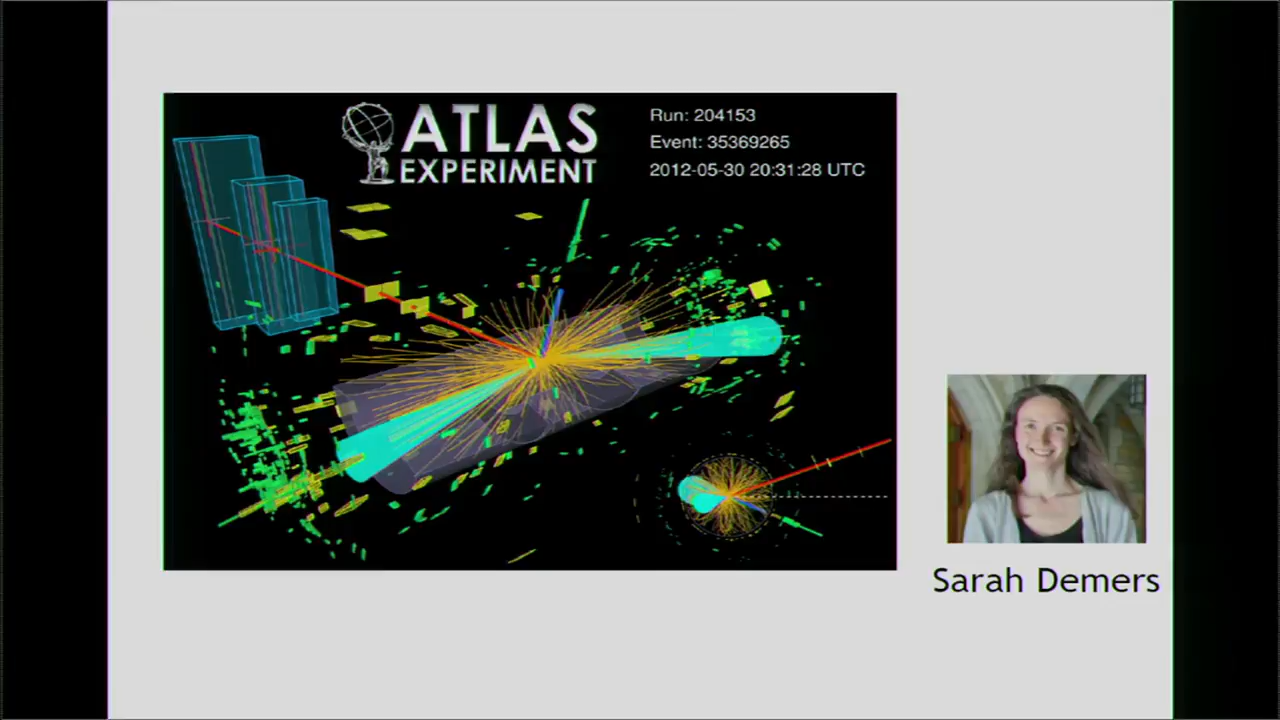 ATLAS
EXPERIMENT
Run: 204153
Event: 35369265
2012-05-30 20:31:28 UTC
Sarah Demers